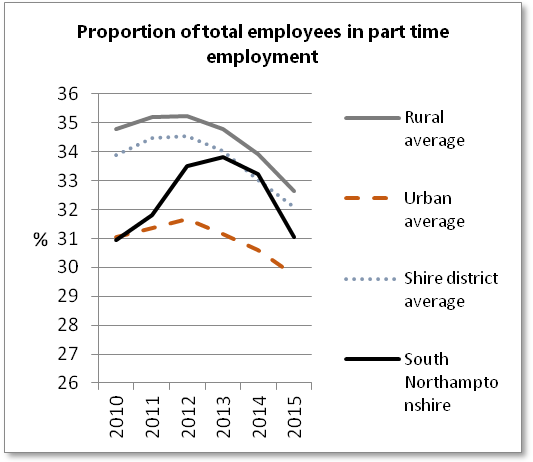 Proportion of total employees in part time
employment
36
35
34
33
32
31
30
29
28
27
26
%
2010
2011
2012
2013
2014
2015
Rural
average
Urban
average
Shire district
average
South
Northampto
nshire